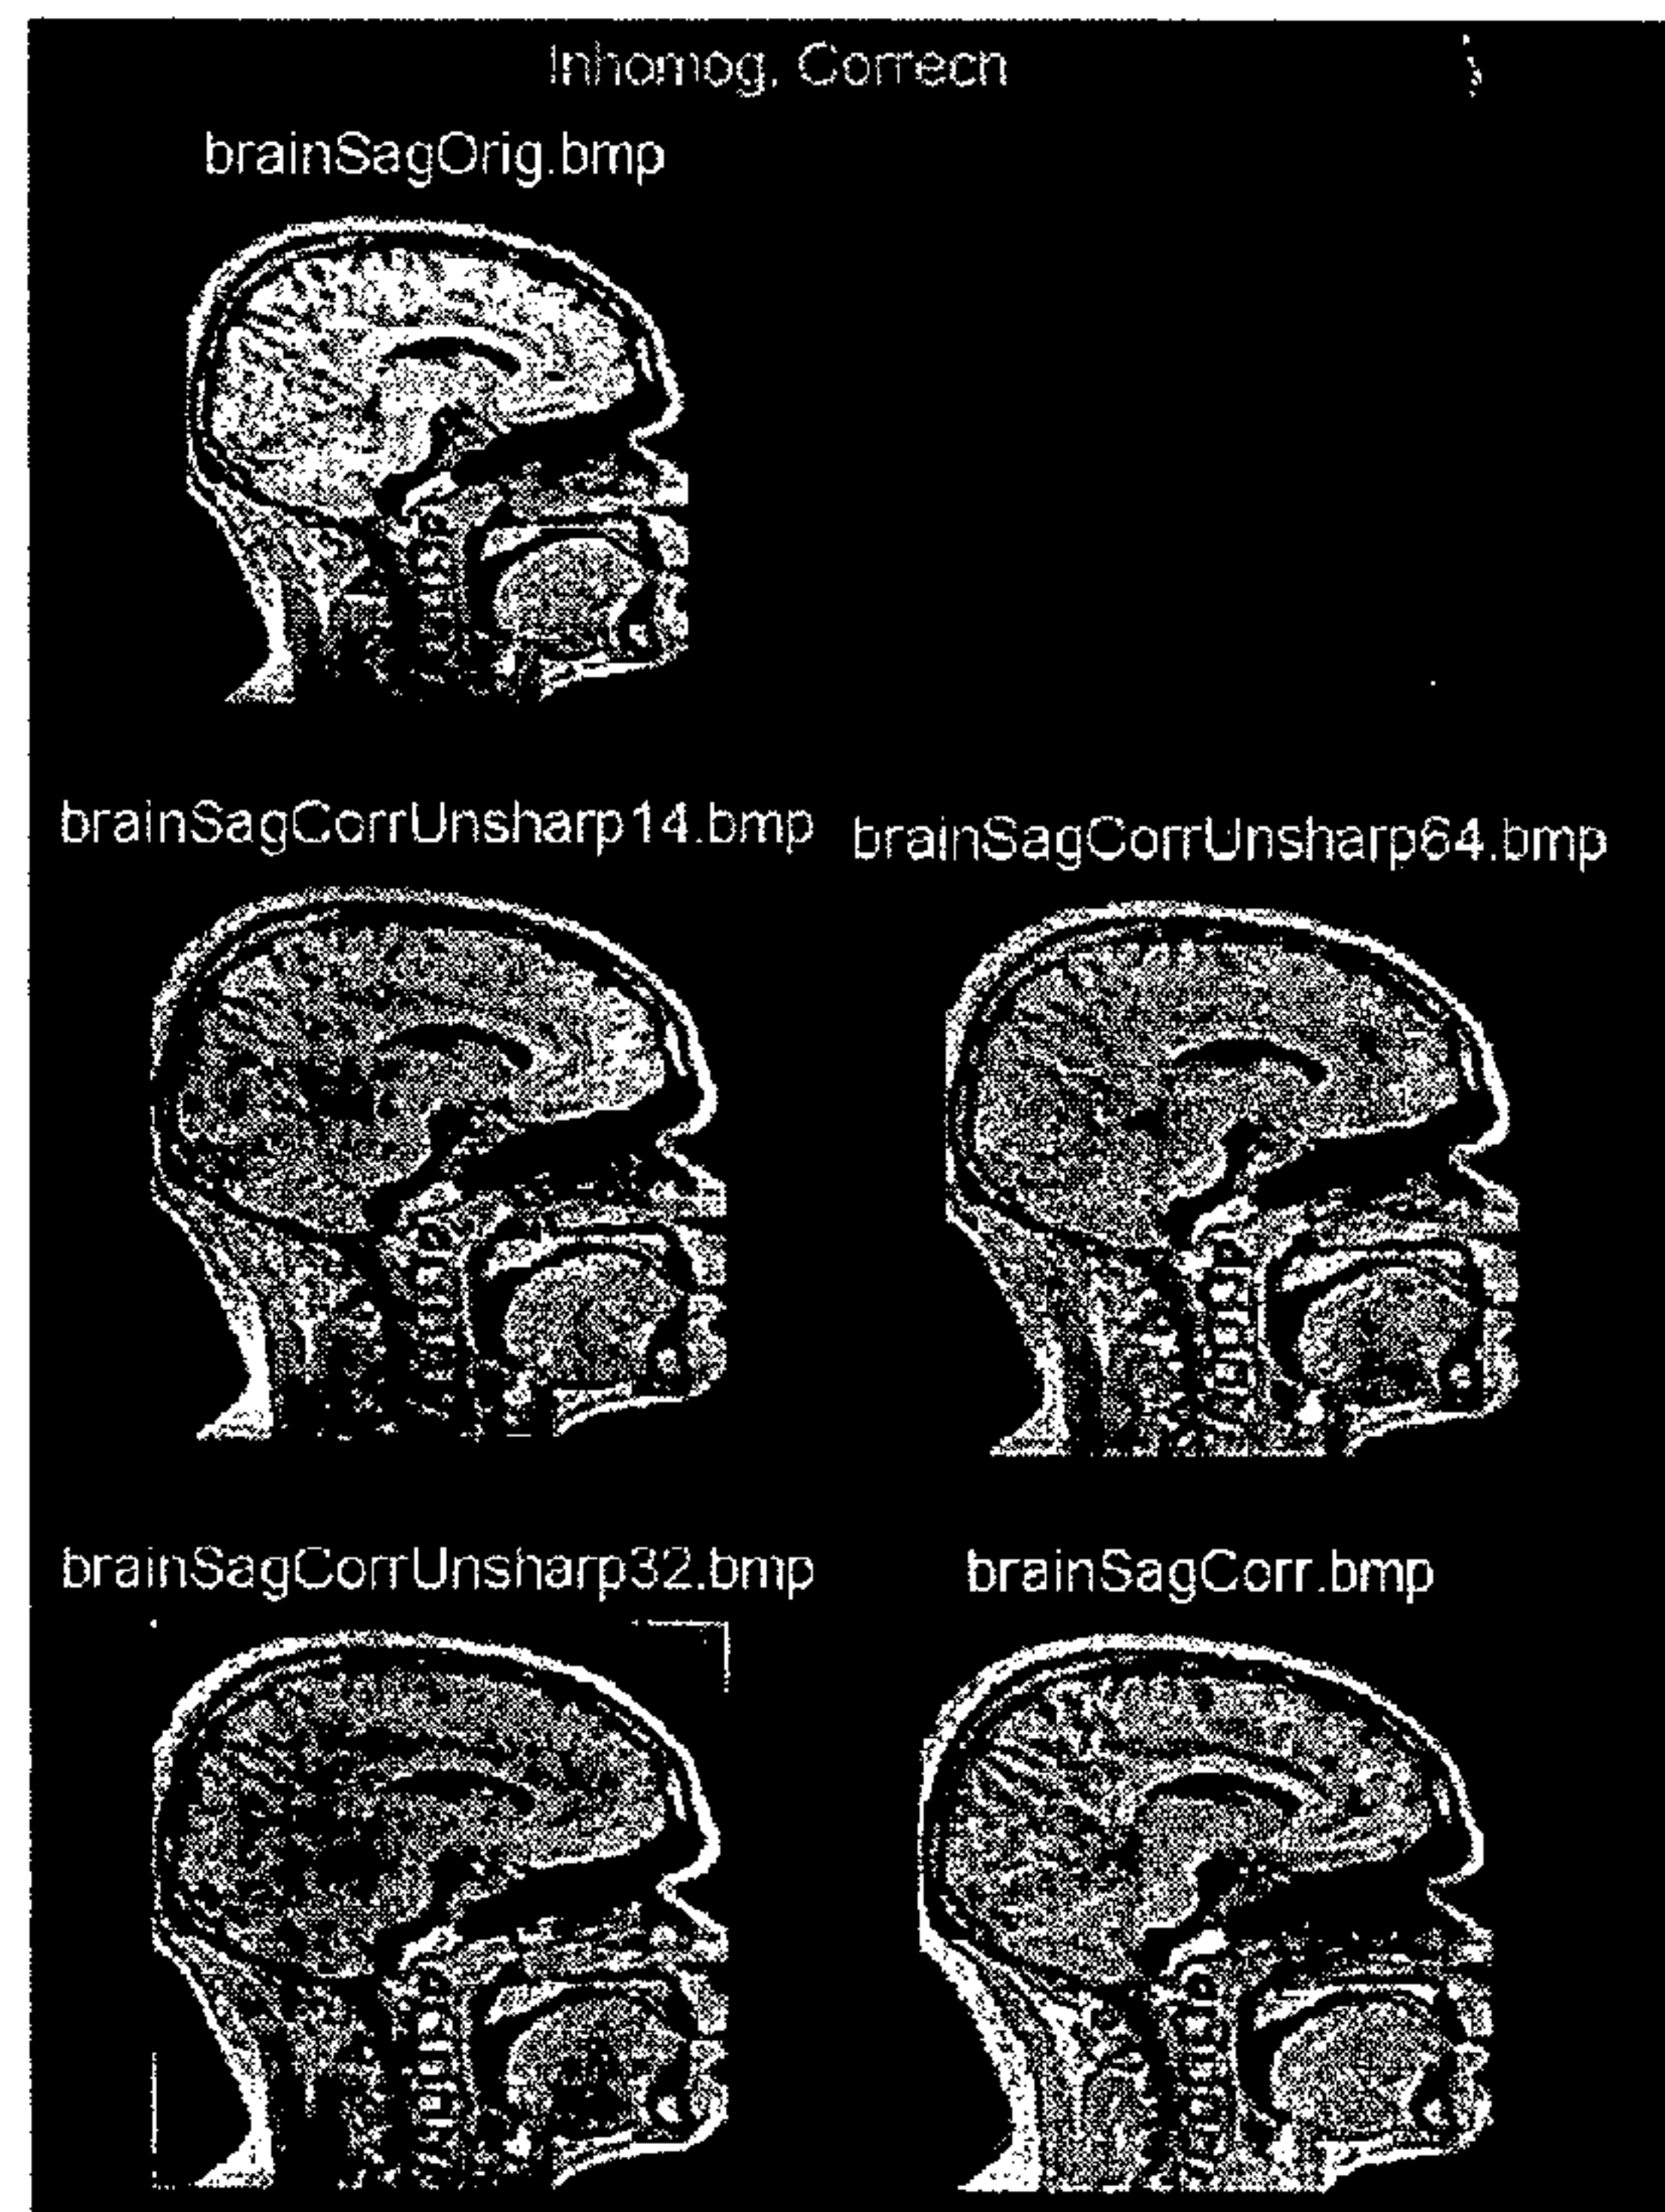 Inhomog. Correcn
brainSagOrig.bmp
brainSagCorrUnsharp14.bmp
brainSagCorrUnsharp64.bmp
brainSagCorrUnsharp32.bmp
brainSagCorr.bmp